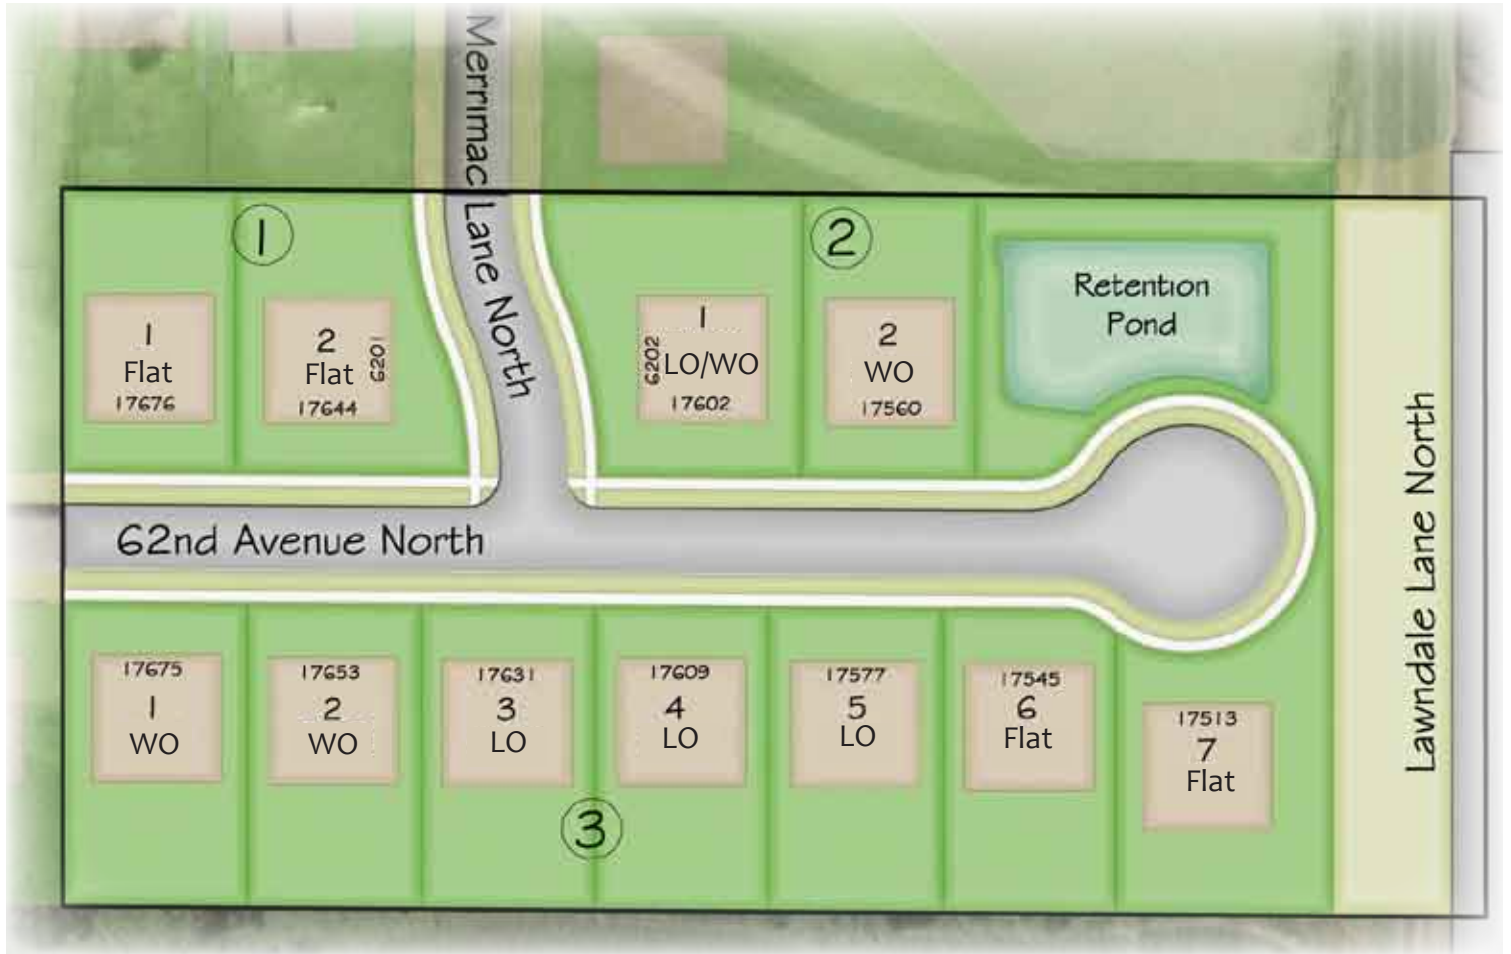 Merrimac Lane North
1
2
1
Flat
17676
2
Flat
6201
17644
1
6202
LO/WO
17602
2
WO
17560
Retention
Pond
62nd Avenue North
Lawndale Lane North
17675
1
WO
17653
2
WO
17631
3
LO
17609
4
LO
17577
5
LO
17545
6
Flat
17513
7
Flat
3